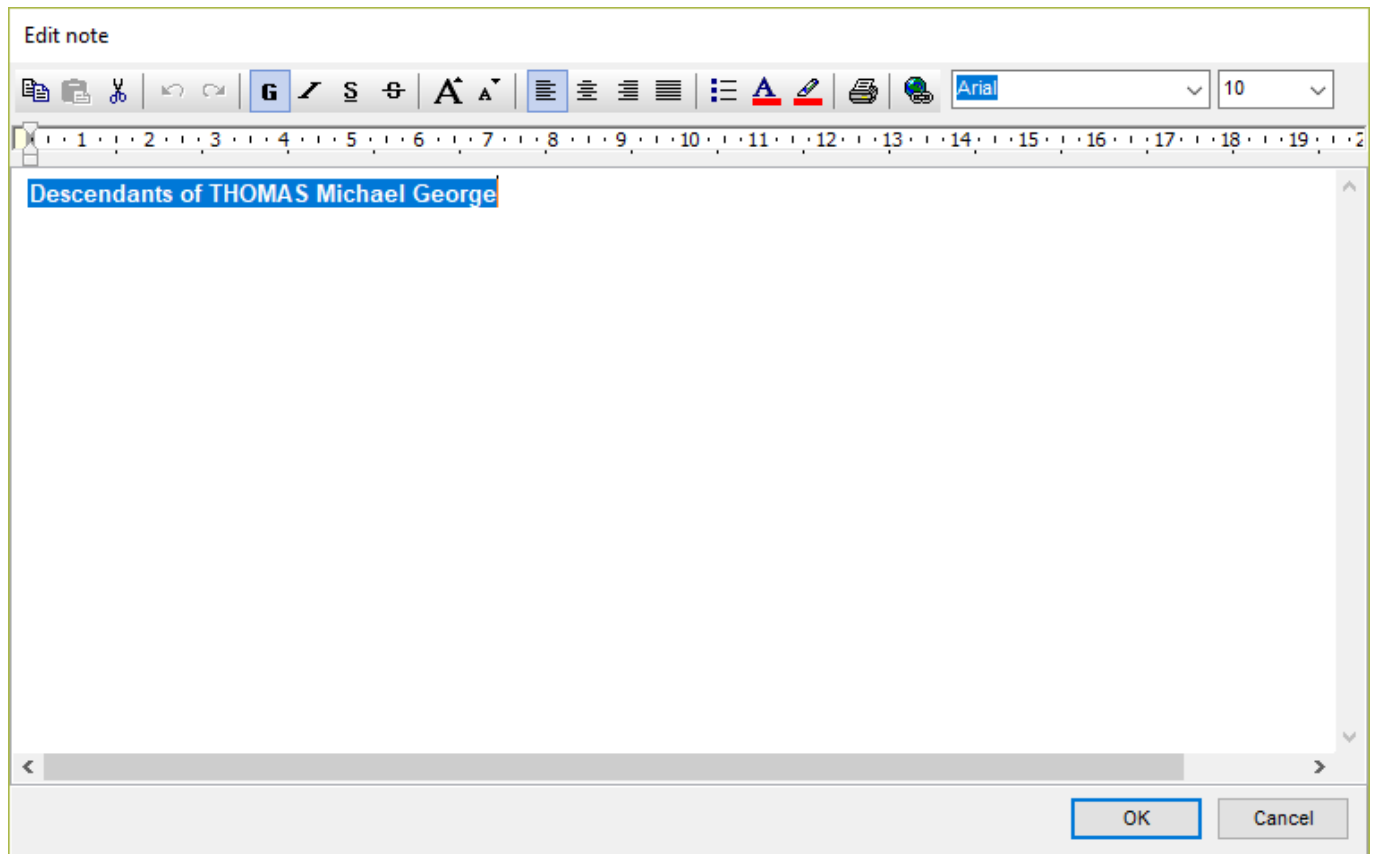 Edit note
G I S S A A A Arial 10
1 2 3 4 5 6 7 8 9 10 11 12 13 14 15 16 17 18 19 2
Descendants of THOMAS Michael George
OK Cancel